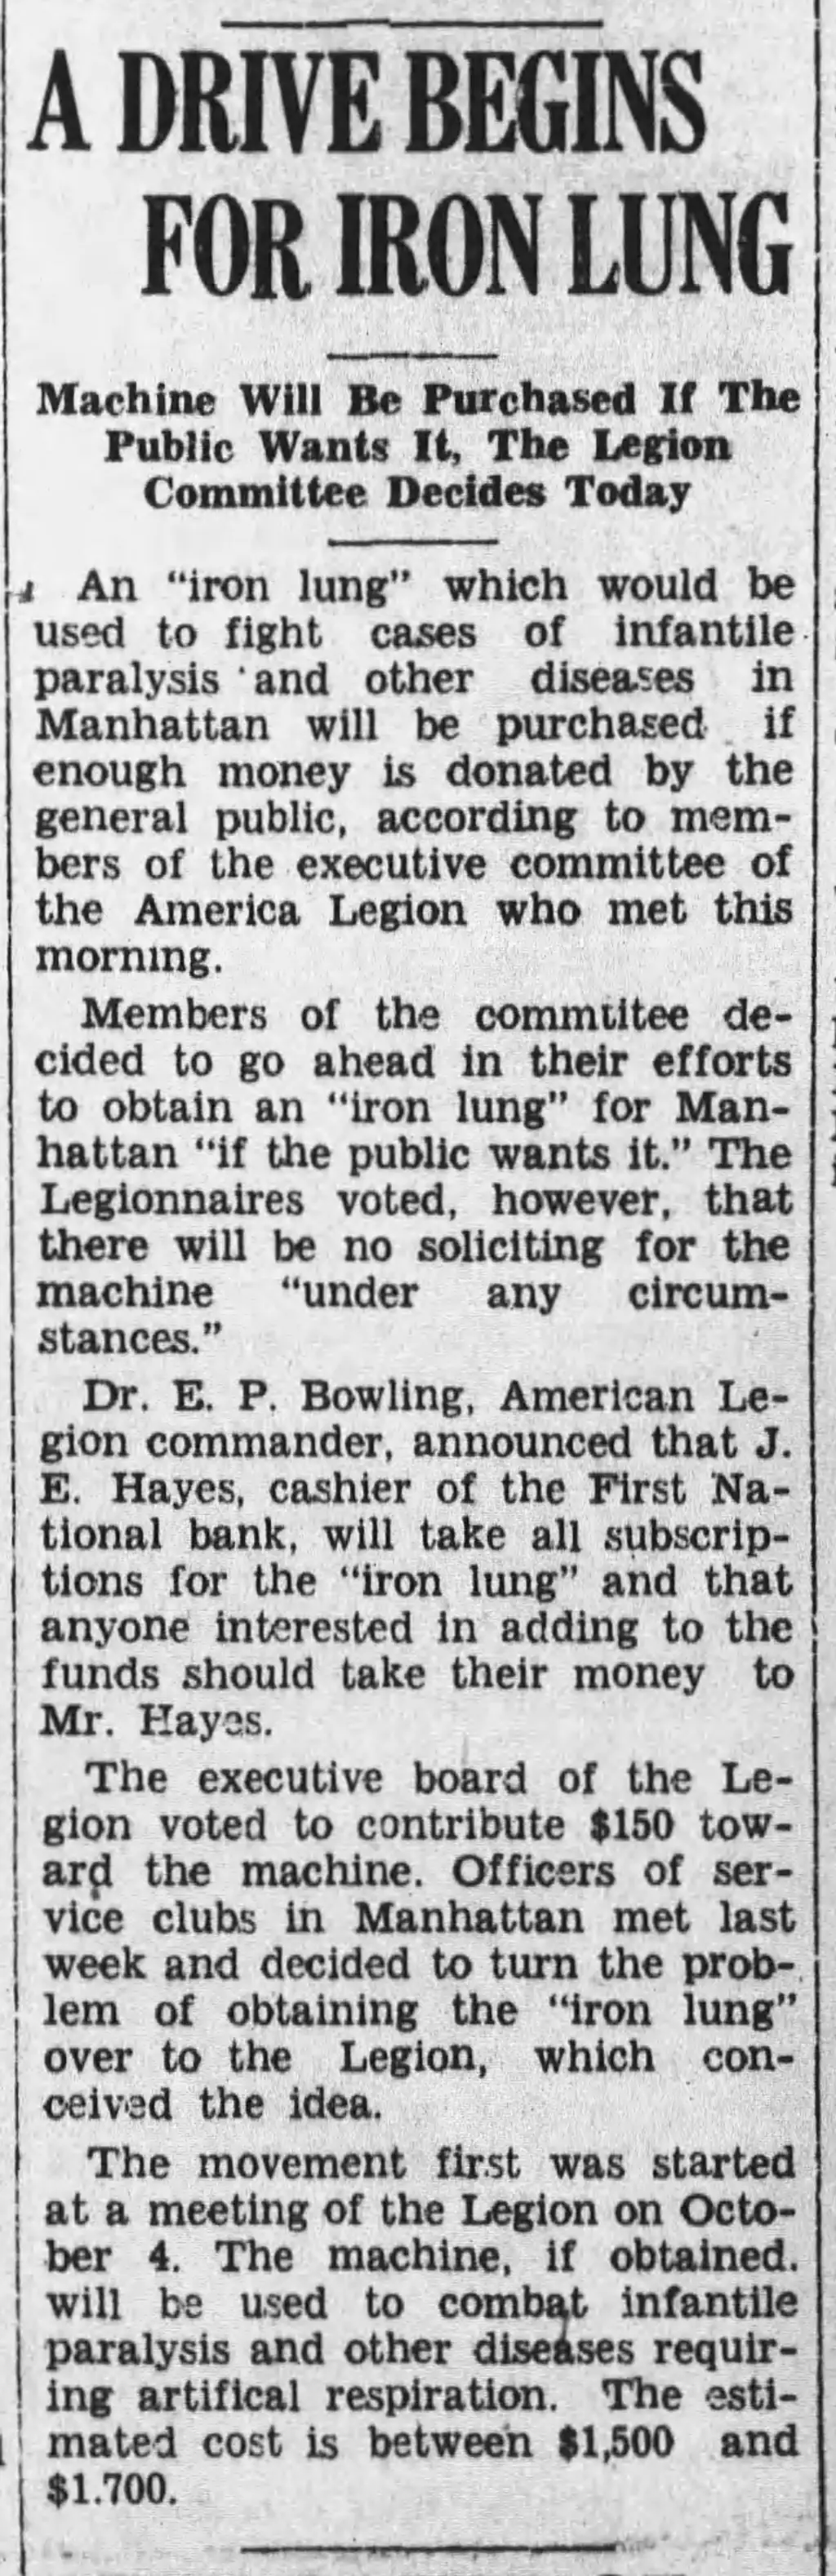 A DRIVE BEGINS
FOR IRON LUNG
Machine Will Be Purchased If The
Public Wants It, The Legion
Committee Decides Today
An “iron lung” which would be
used to fight cases of infantile
paralysis and other diseases in
Manhattan will be purchased if
enough money is donated by the
general public, according to mem-
bers of the executive committee of
the America Legion who met this
morning.
Members of the commtitee de-
cided to go ahead in their efforts
to obtain an “iron lung” for Man-
hattan “if the public wants it.” The
Legionnaires voted, however, that
there will be no soliciting for the
machine “under any circum-
stances.”
Dr. E. P. Bowling, American Le-
gion commander, announced that J.
E. Hayes, cashier of the First Na-
tional bank, will take all subscrip-
tions for the “iron lung” and that
anyone interested in adding to the
funds should take their money to
Mr. Hayes.
The executive board of the Le-
gion voted to contribute $150 tow-
ard the machine. Officers of ser-
vice clubs in Manhattan met last
week and decided to turn the prob-
lem of obtaining the “iron lung”
over to the Legion, which con-
ceived the idea.
The movement first was started
at a meeting of the Legion on Octo-
ber 4. The machine, if obtained.
will be used to combat infantile
paralysis and other diseases requir-
ing artifical respiration. The esti-
mated cost is between $1,500 and
$1.700.